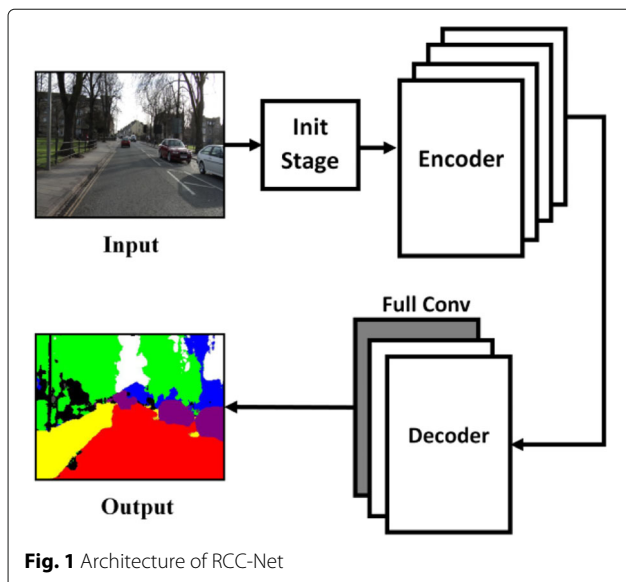 Input
Init
Stage
Encoder
Full Conv
Decoder
Output
Fig. 1 Architecture of RCC-Net